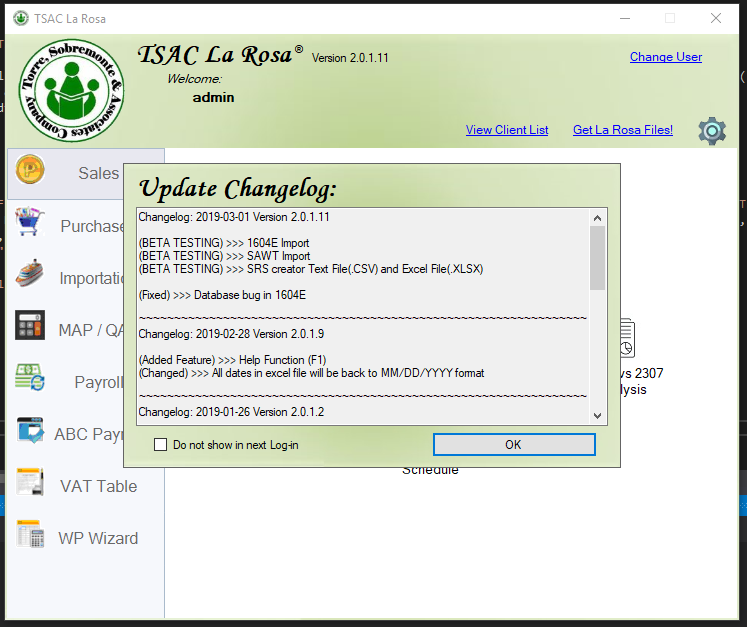 TSAC La Rosa
Torre, Sobremonte & Associates Company
TSAC La Rosa® Version 2.0.1.11
Change User
Welcome:
admin
View Client List
Get La Rosa Files!
Sales
Purchase
MAP / QA
Payroll
ABC Payr
VAT Table
WP Wizard
Update Changelog:
Changelog: 2019-03-01 Version 2.0.1.11
(BETA TESTING) >>> 1604E Import
(BETA TESTING) >>> SAWT Import
(BETA TESTING) >>> SRS creator Text File(.CSV) and Excel File(.XLSX)
(Fixed) >>> Database bug in 1604E
~~~~~~~~~~~~~~~~~~~~~~~~~~~~~~~~~~~~~~~~~~~~~~~~~~~~~~~~~~~~~~~~
Changelog: 2019-02-28 Version 2.0.1.9
(Added Feature) >>> Help Function (F1)
(Changed) >>> All dates in excel file will be back to MM/DD/YYYY format
~~~~~~~~~~~~~~~~~~~~~~~~~~~~~~~~~~~~~~~~~~~~~~~~~~~~~~~~~~~~~~~~
Changelog: 2019-01-26 Version 2.0.1.2
Do not show in next Log-in
OK
vs 2307
lysis
Schedule